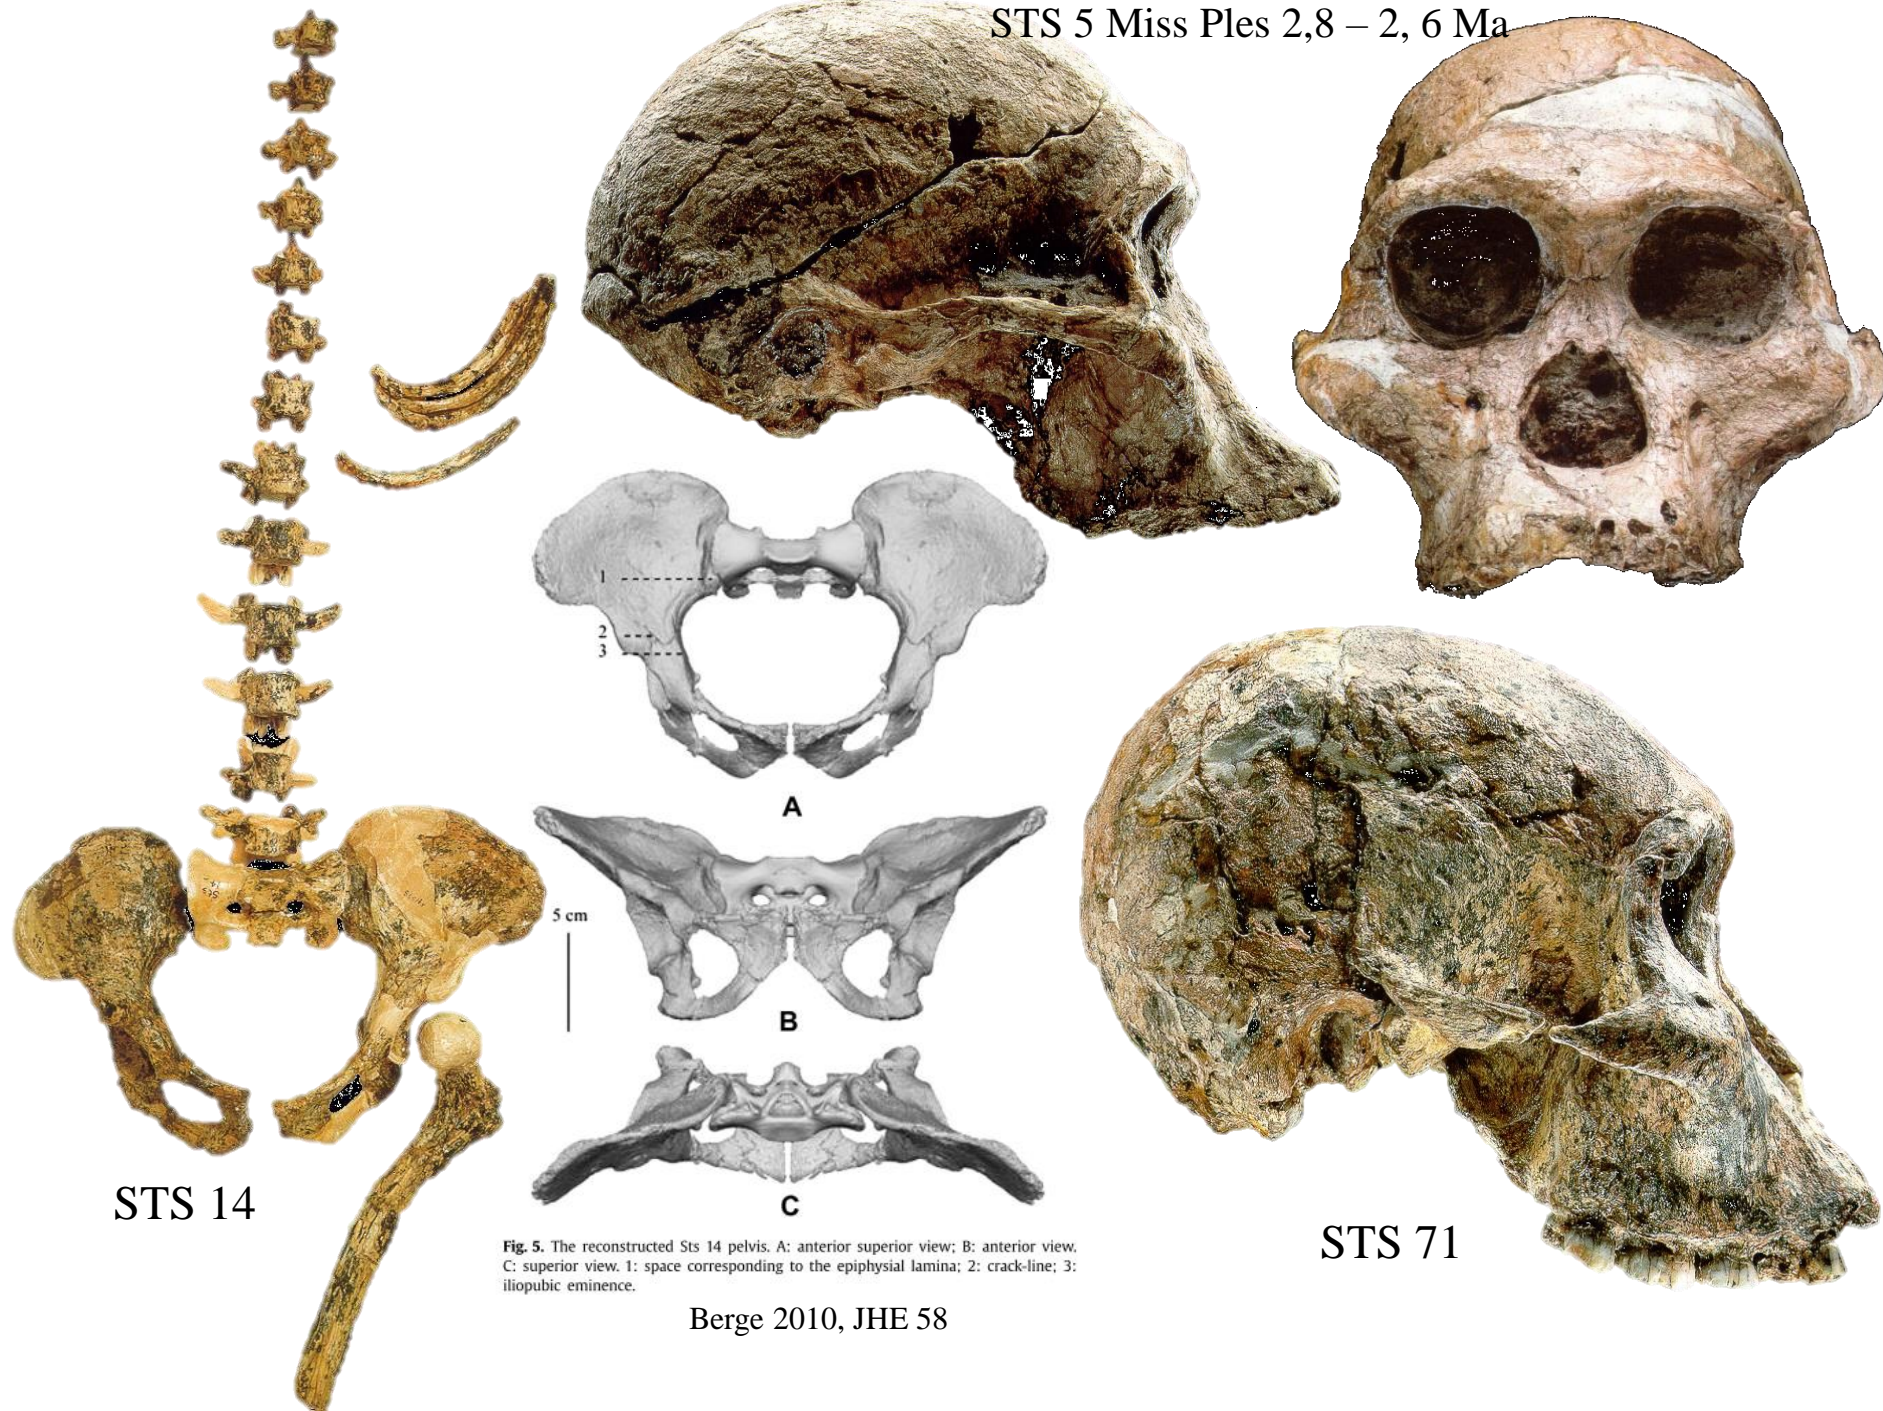 STS 5 Miss Ples 2,8 – 2, 6 Ma
1
2
3
A
5 cm
B
C
STS 14
STS 71
Fig. 5. The reconstructed Sts 14 pelvis. A: anterior superior view; B: anterior view.
C: superior view. 1: space corresponding to the epiphysial lamina; 2: crack-line; 3:
iliopubic eminence.
Berge 2010, JHE 58